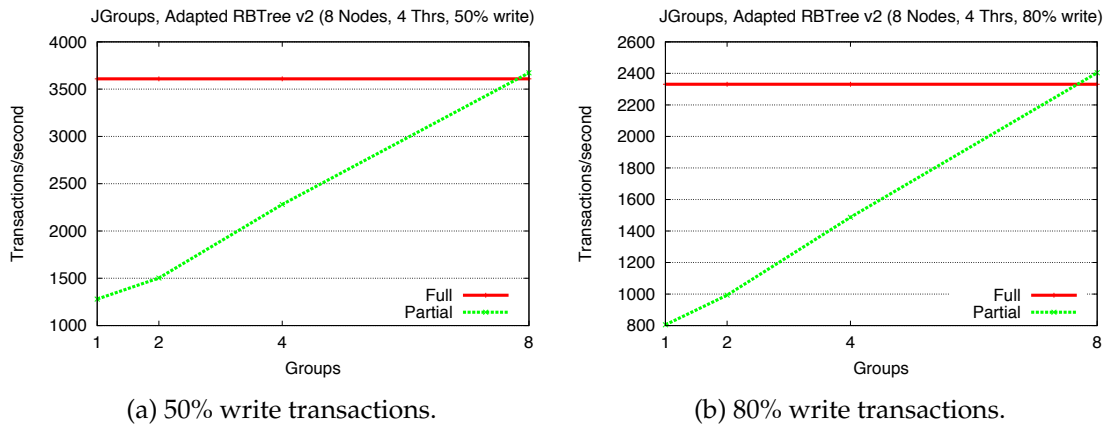 JGroups, Adapted RBTree v2 (8 Nodes, 4 Thrs, 50% write)
4000
3500
3000
2500
2000
1500
1000
Transactions/second
Full
Partial
1 2 4 8
Groups
(a) 50% write transactions.
JGroups, Adapted RBTree v2 (8 Nodes, 4 Thrs, 80% write)
2600
2400
2200
2000
1800
1600
1400
1200
1000
800
Transactions/second
Full
Partial
1 2 4 8
Groups
(b) 80% write transactions.